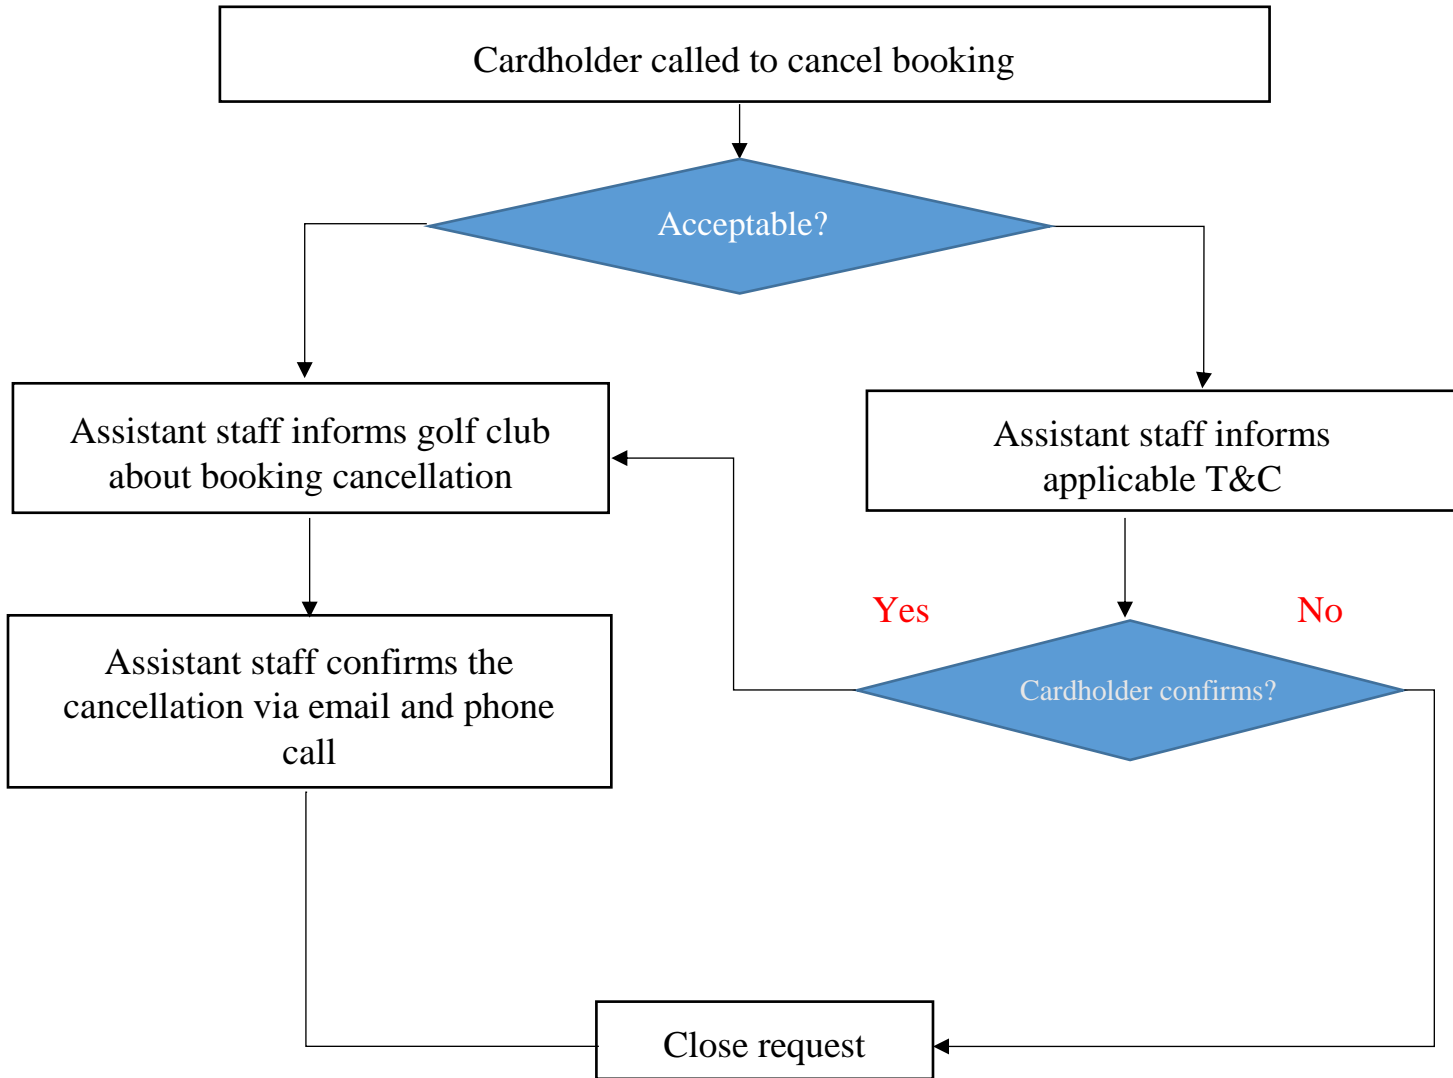 Cardholder called to cancel booking
Acceptable?
Assistant staff informs golf club
about booking cancellation
Assistant staff informs
applicable T&C
Yes
No
Assistant staff confirms the
cancellation via email and phone
call
Cardholder confirms?
Close request